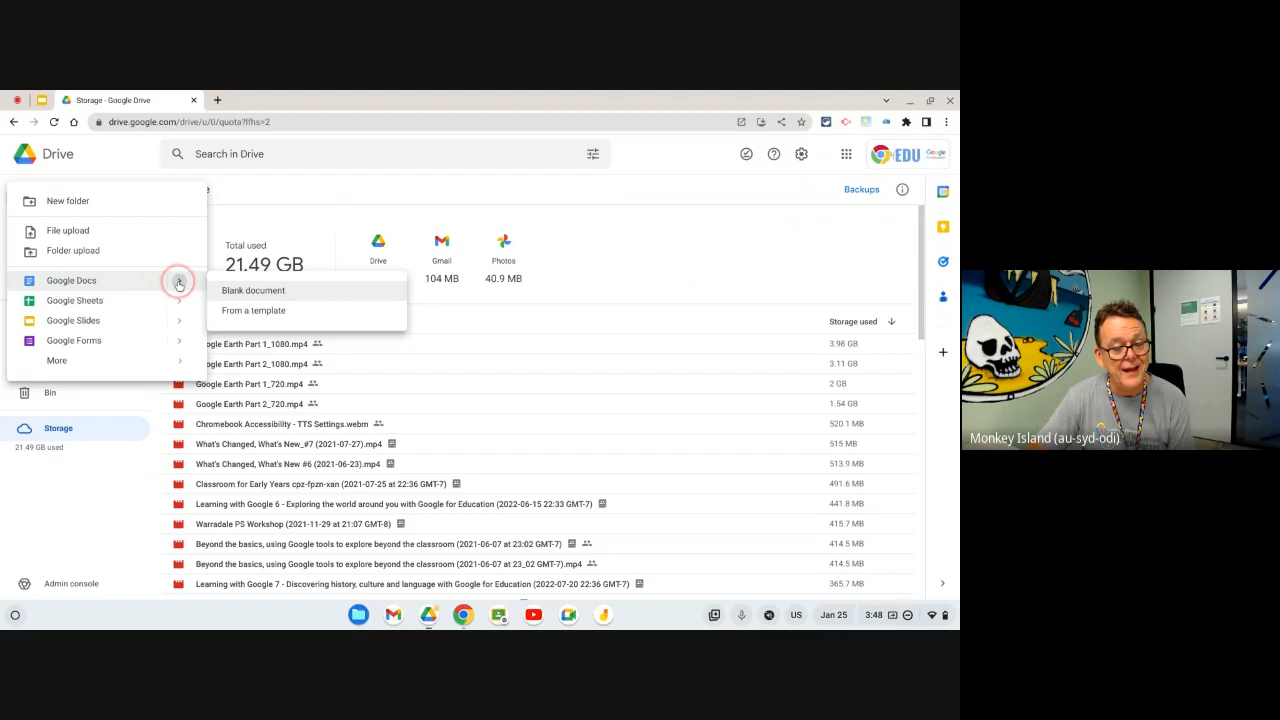 Storage - Google Drive
drive.google.com/drive/u/0/quota?lfhs=2
Drive
Search in Drive
EDU
Google
New folder
Backups
File upload
Folder upload
Total used
21.49 GB
Drive
Gmail
104 MB
Photos
40.9 MB
Google Docs
Blank document
Google Sheets
From a template
Google Slides
Storage used
Google Forms
oogle Earth Part 1_1080.mp4
3.98 GB
More
oogle Earth Part 2_1080.mp4
3.11 GB
Google Earth Part 1_720.mp4
2 GB
Bin
Google Earth Part 2_720.mp4
1.54 GB
Storage
Chromebook Accessibility - TTS Settings.webm
520.1 MB
21.49 GB used
What's Changed, What's New_#7 (2021-07-27).mp4
515 MB
What's Changed, What's New #6 (2022-06-23).mp4
513.9 MB
Classroom for Early Years cpz-fpzn-xan (2021-07-25 at 22:36 GMT-7)
491.6 MB
Learning with Google 6 - Exploring the world around you with Google for Education (2022-06-15 22:33 GMT-7)
441.8 MB
Warradale PS Workshop (2021-11-29 at 21:07 GMT-8)
415.7 MB
Beyond the basics, using Google tools to explore beyond the classroom (2021-06-07 at 23:02 GMT-7)
414.5 MB
Beyond the basics, using Google tools to explore beyond the classroom (2021-06-07 at 23_02 GMT-7).mp4
414.5 MB
Learning with Google 7 - Discovering history, culture and language with Google for Education (2022-07-20 22:36 GMT-7)
365.7 MB
Admin console
US
Jan 25
3:48
Monkey Island (au-syd-odi)